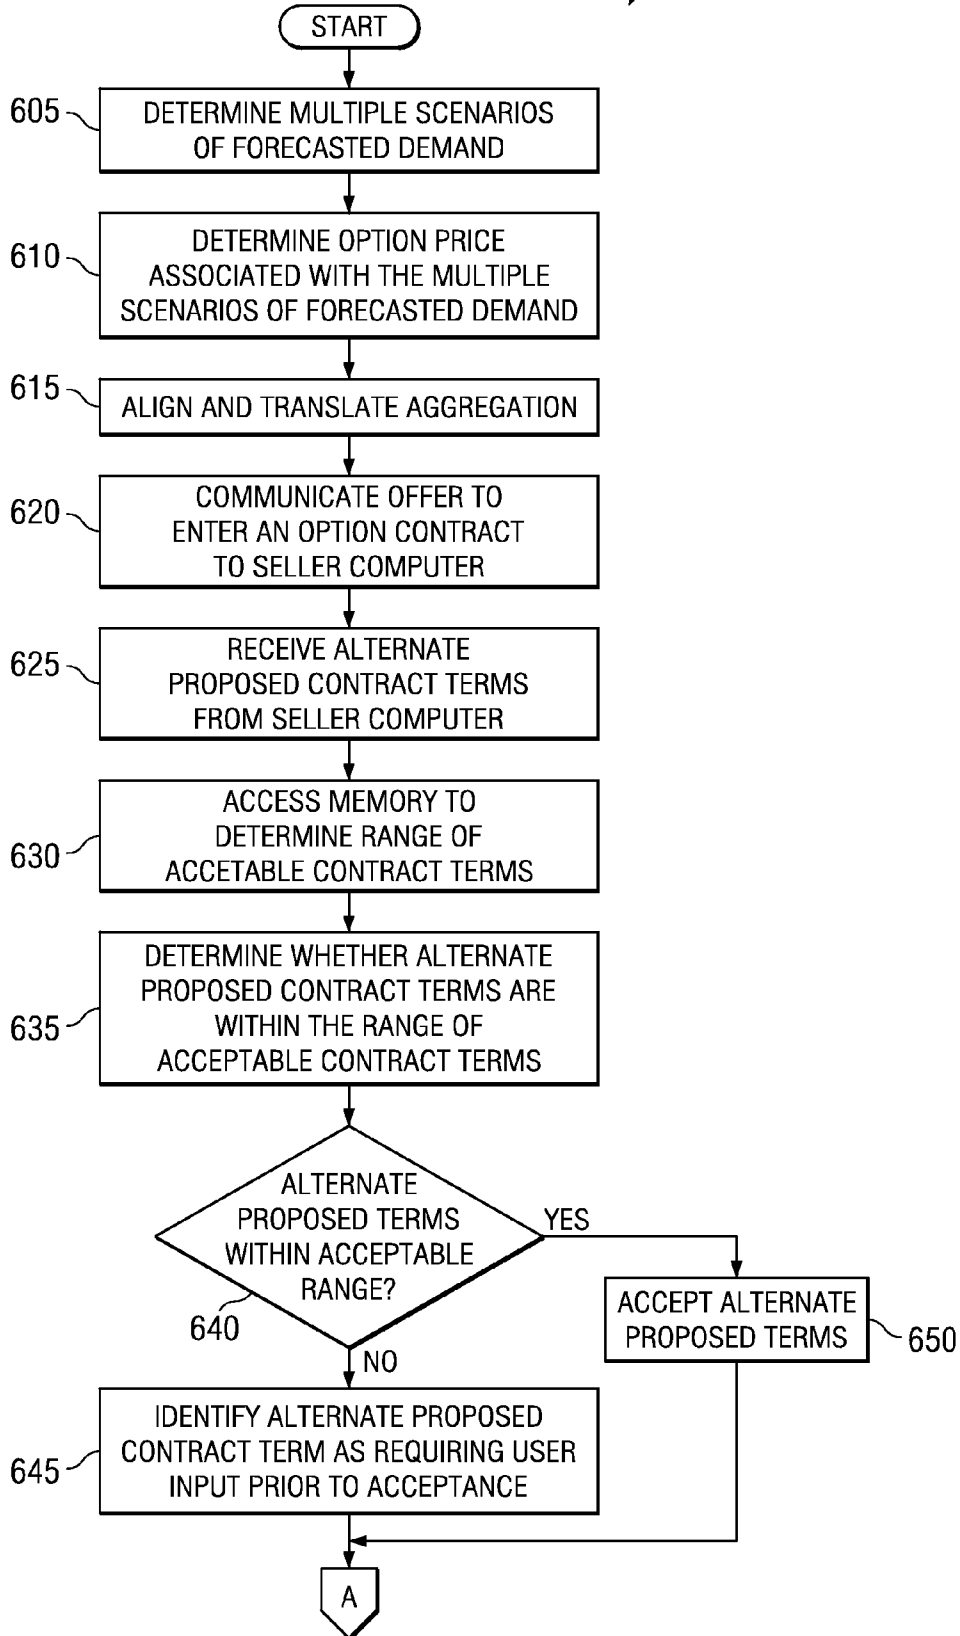 START
605
DETERMINE MULTIPLE SCENARIOS
OF FORECASTED DEMAND
610
DETERMINE OPTION PRICE
ASSOCIATED WITH THE MULTIPLE
SCENARIOS OF FORECASTED DEMAND
615
ALIGN AND TRANSLATE AGGREGATION
620
COMMUNICATE OFFER TO
ENTER AN OPTION CONTRACT
TO SELLER COMPUTER
625
RECEIVE ALTERNATE
PROPOSED CONTRACT TERMS
FROM SELLER COMPUTER
630
ACCESS MEMORY TO
DETERMINE RANGE OF
ACCETABLE CONTRACT TERMS
635
DETERMINE WHETHER ALTERNATE
PROPOSED CONTRACT TERMS ARE
WITHIN THE RANGE OF
ACCEPTABLE CONTRACT TERMS
ALTERNATE
PROPOSED TERMS
WITHIN ACCEPTABLE
RANGE?
640
YES
ACCEPT ALTERNATE
PROPOSED TERMS
650
NO
645
IDENTIFY ALTERNATE PROPOSED
CONTRACT TERM AS REQUIRING USER
INPUT PRIOR TO ACCEPTANCE
A